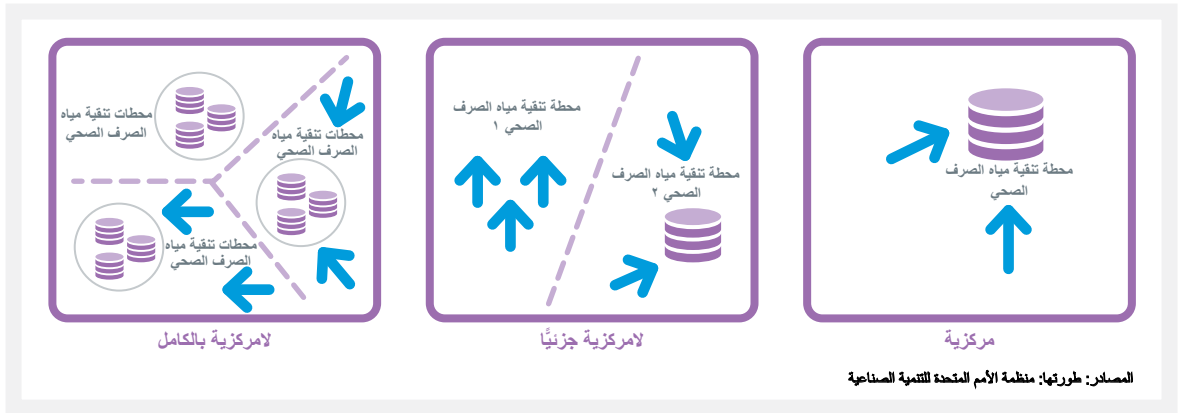 محطة تنقية مياه الصرف
الصحي
مركزية
محطة تنقية مياه الصرف
الصحي ١
محطة تنقية مياه الصرف
الصحي ٢
لامركزية جزئيًّا
محطات تنقية مياه
الصرف الصحي
محطات تنقية مياه
الصرف الصحي
محطات تنقية مياه
الصرف الصحي
لامركزية بالكامل
المصادر: طورتها: منظمة الأمم المتحدة للتنمية الصناعية